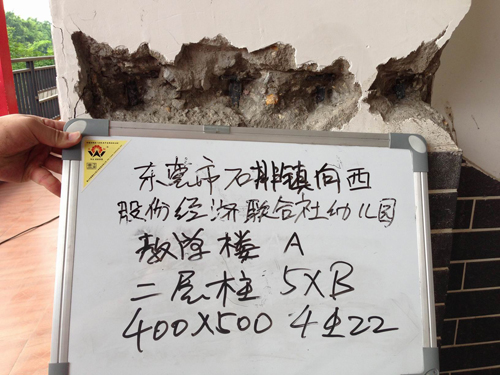 东莞市石排镇向西
股份经济联合社幼儿园
教学楼 A
二层柱 5XB
400X500 4⌀22